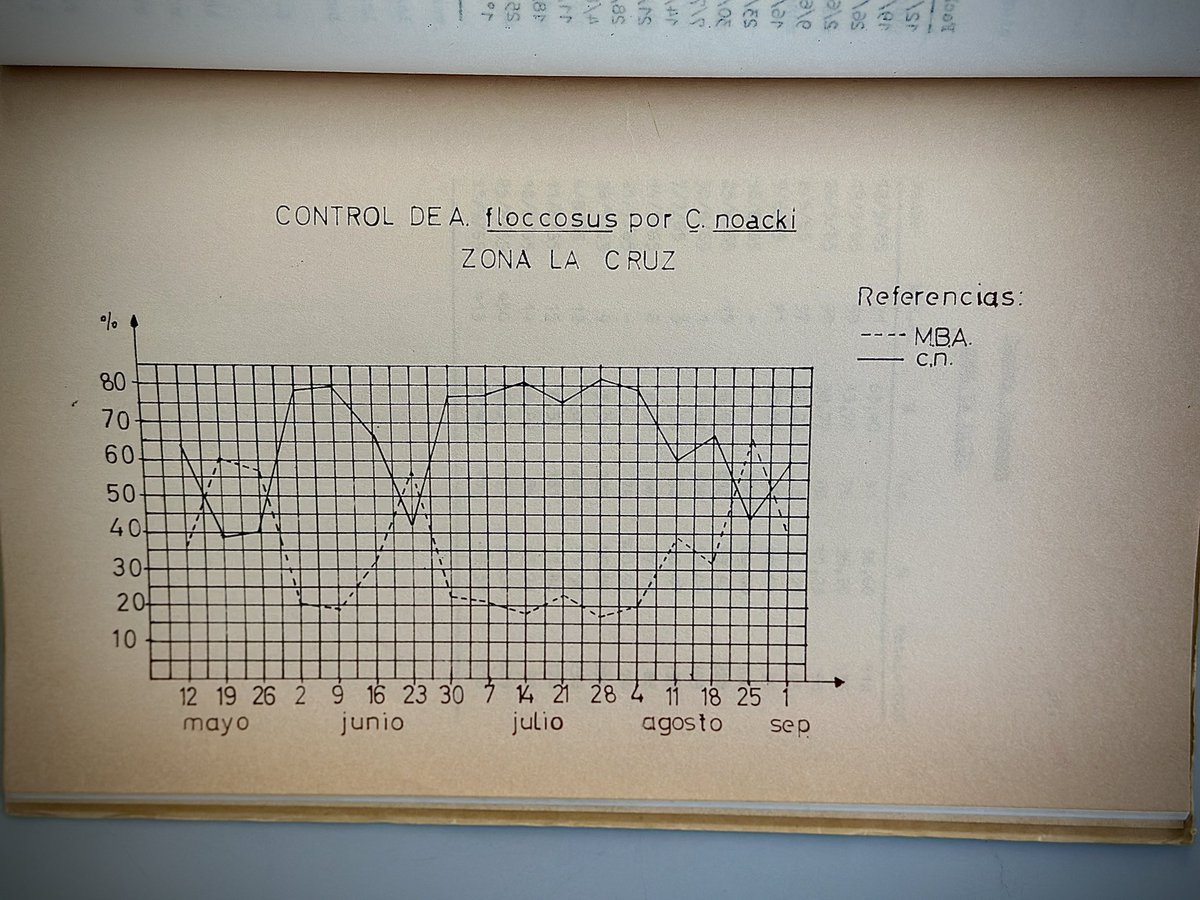 CONTROL DE A. floccosus por C. noacki
ZONA LA CRUZ
Referencias:
---- M.B.A.
—— C.n.
%
80
70
60
50
40
30
20
10
12 19 26 2 9 16 23 30 7 14 21 28 4 11 18 25 1
mayo junio julio agosto sep